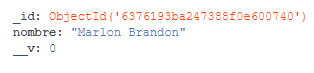 _id: ObjectId('6376193ba247388f0e600740')
nombre: "Marlon Brandon"
__v: 0